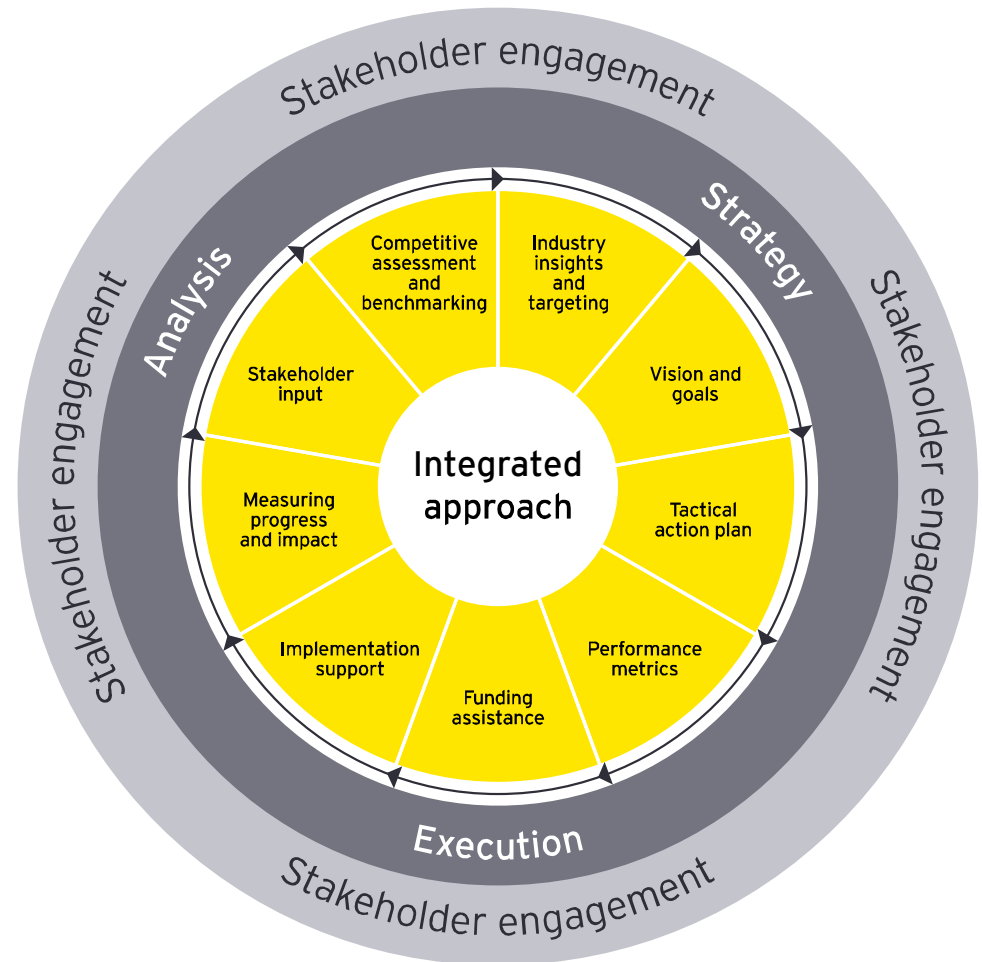 Stakeholder engagement
Analysis
Strategy
Competitive
assessment
and
benchmarking
Industry
insights
and
targeting
Stakeholder engagement
Stakeholder engagement
Stakeholder
input
Vision and
goals
Integrated
approach
Measuring
progress
and impact
Tactical
action plan
Implementation
support
Performance
metrics
Funding
assistance
Execution
Stakeholder engagement